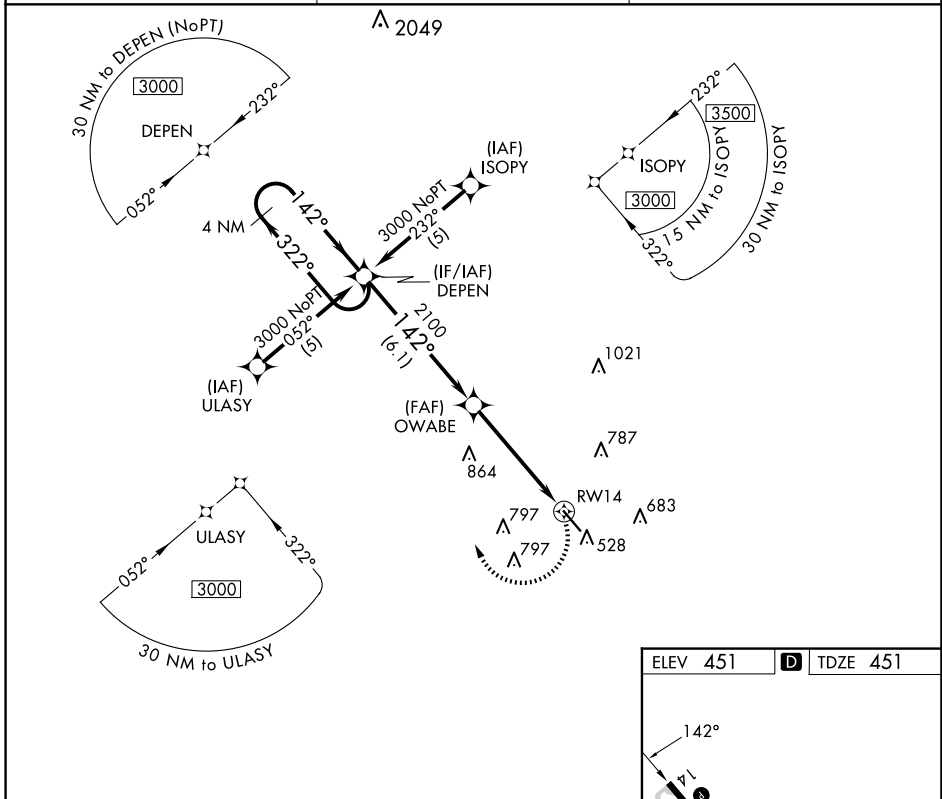 2049
30 NM to DEPEN (NoPT)
3000
232°
DEPEN
052°
232°
3500
ISOPY
3000
322°
15 NM to ISOPY
30 NM to ISOPY
(IAF)
ISOPY
3000 NoPT
232°
(5)
4 NM
142°
322°
(IF/IAF)
DEPEN
3000 NoPT
052°
(5)
2100
142°
(6.1)
(IAF)
ULASY
1021
(FAF)
OWABE
787
864
RW14
797
683
797
528
ULASY
052°
322°
3000
30 NM to ULASY
ELEV 451
D
TDZE 451
142°
14